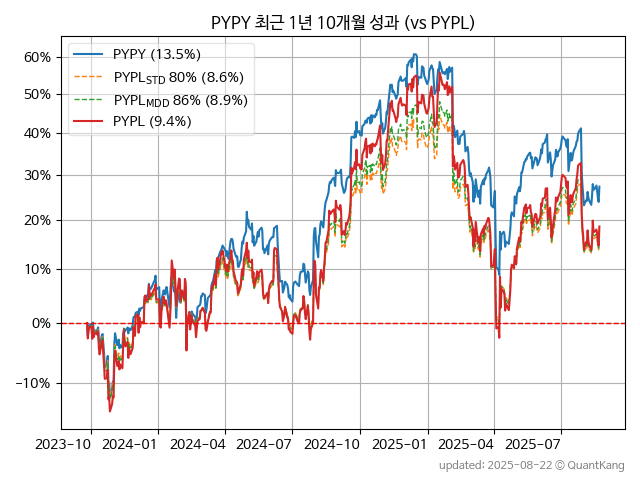 PYPY 최근 1년 10개월 성과 (vs PYPL)
PYPY (13.5%)
PYPL_STD 80% (8.6%)
PYPL_MDD 86% (8.9%)
PYPL (9.4%)
60%
50%
40%
30%
20%
10%
0%
−10%
2023-10 2024-01 2024-04 2024-07 2024-10 2025-01 2025-04 2025-07
updated: 2025-08-22 © QuantKang